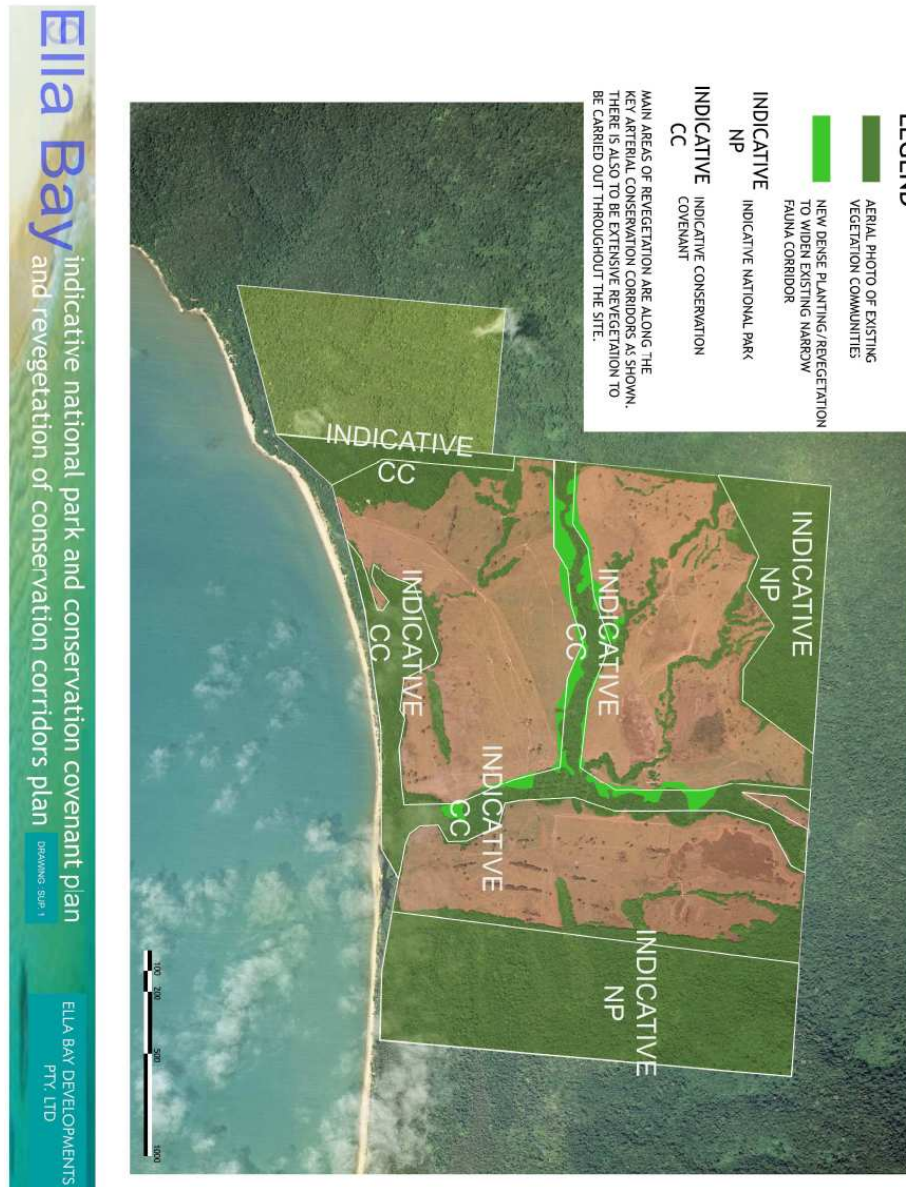 LEGEND
AERIAL PHOTO OF EXISTING
VEGETATION COMMUNITIES
NEW DENSE PLANTING/REVEGETATION
TO WIDEN EXISTING NARROW
FAUNA CORRIDOR
INDICATIVE
NP
INDICATIVE NATIONAL PARK
INDICATIVE
CC
INDICATIVE CONSERVATION
COVENANT
MAIN AREAS OF REVEGETATION ARE ALONG THE
KEY ARTERIAL CONSERVATION CORRIDORS AS SHOWN.
THERE IS ALSO TO BE EXTENSIVE REVEGETATION TO
BE CARRIED OUT THROUGHOUT THE SITE.
INDICATIVE
NP
INDICATIVE
CC
INDICATIVE
CC
INDICATIVE
CC
INDICATIVE
CC
INDICATIVE
NP
100 200 500 1000
Ella Bay
indicative national park and conservation covenant plan
and revegetation of conservation corridors plan
DRAWING SUP 1
ELLA BAY DEVELOPMENTS
PTY. LTD